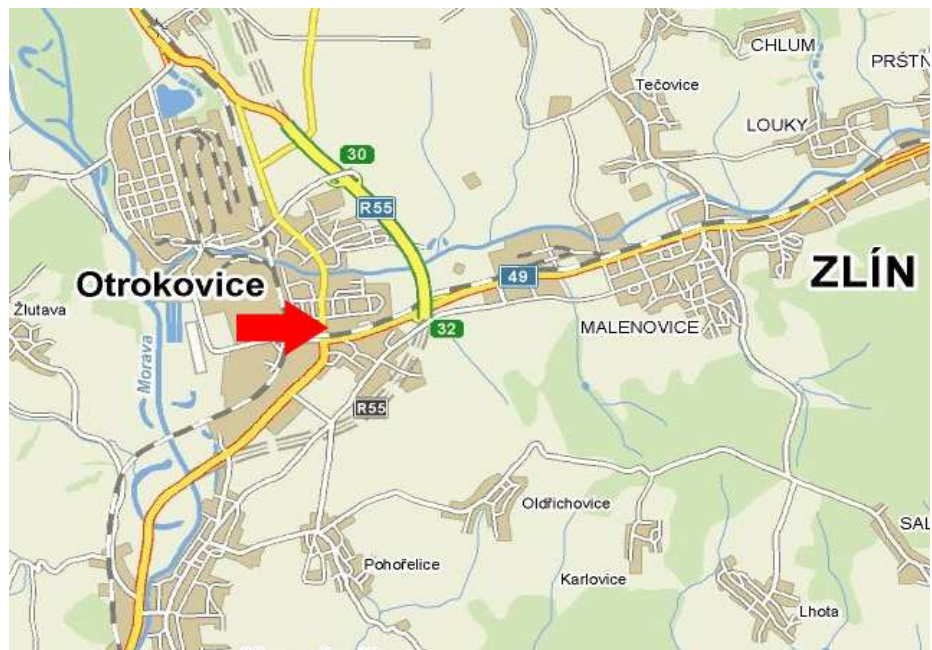 CHLUM
PRŠTN
Tečovice
LOUKY
30
R55
Otrokovice
49
ZLÍN
Žlutava
32
MALENOVICE
Morava
R55
Oldřichovice
SAL
Pohořelice
Karlovice
Lhota